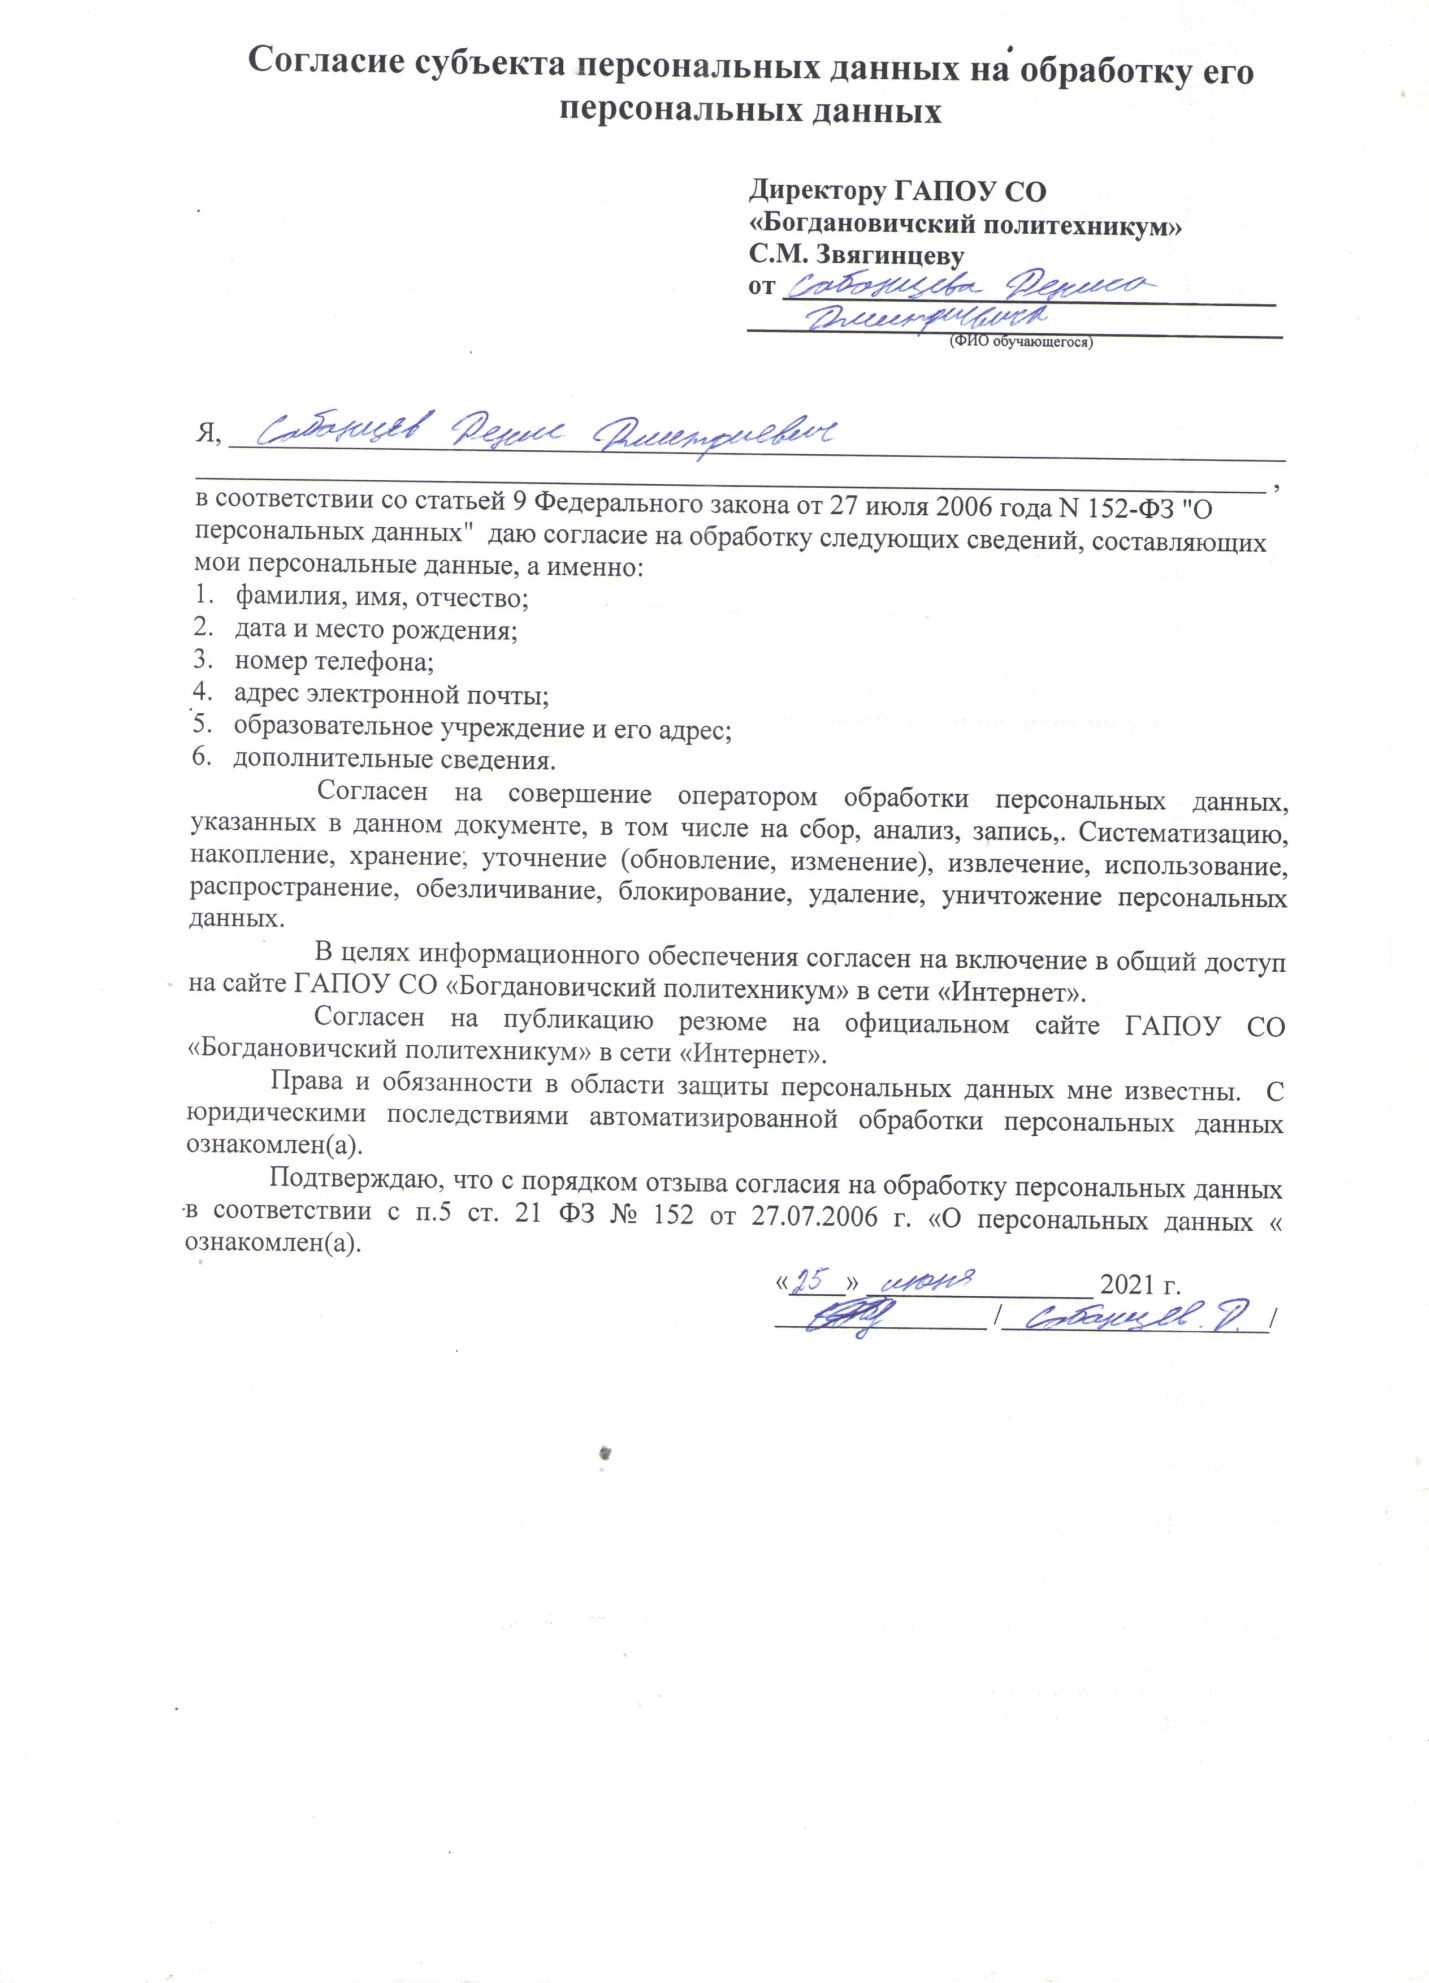 Согласие субъекта персональных данных на обработку его
персональных данных
Директору ГАПОУ СО
«Богдановичский политехникум»
С.М. Звягинцеву
от Сабанцева Дениса
Дмитриевича
(ФИО обучающегося)
Я, Сабанцев Денис Дмитриевич
,
в соответствии со статьей 9 Федерального закона от 27 июля 2006 года N 152-ФЗ "О
персональных данных" даю согласие на обработку следующих сведений, составляющих
мои персональные данные, а именно:
1. фамилия, имя, отчество;
2. дата и место рождения;
3. номер телефона;
4. адрес электронной почты;
5. образовательное учреждение и его адрес;
6. дополнительные сведения.
Согласен на совершение оператором обработки персональных данных,
указанных в данном документе, в том числе на сбор, анализ, запись,. Систематизацию,
накопление, хранение, уточнение (обновление, изменение), извлечение, использование,
распространение, обезличивание, блокирование, удаление, уничтожение персональных
данных.
В целях информационного обеспечения согласен на включение в общий доступ
на сайте ГАПОУ СО «Богдановичский политехникум» в сети «Интернет».
Согласен на публикацию резюме на официальном сайте ГАПОУ СО
«Богдановичский политехникум» в сети «Интернет».
Права и обязанности в области защиты персональных данных мне известны. С
юридическими последствиями автоматизированной обработки персональных данных
ознакомлен(а).
Подтверждаю, что с порядком отзыва согласия на обработку персональных данных
в соответствии с п.5 ст. 21 ФЗ № 152 от 27.07.2006 г. «О персональных данных «
ознакомлен(а).
«25» июня 2021 г.
/ Сабанцев. Д. /